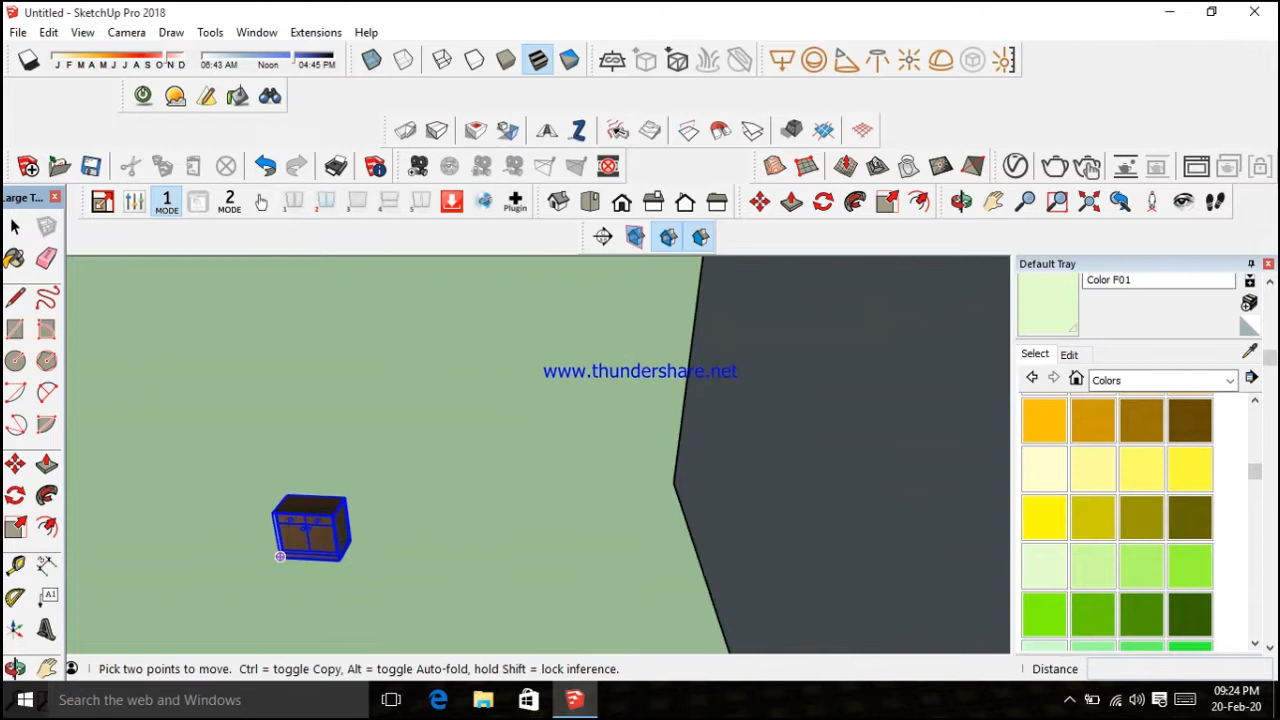 Untitled - SketchUp Pro 2018
File Edit View Camera Draw Tools Window Extensions Help
J F M A M J J A S O N D
06:43 AM Noon 04:45 PM
Large T...
1 MODE
2 MODE
Plugin
Default Tray
Color F01
Select Edit
Colors
www.thundershare.net
A1
Pick two points to move. Ctrl = toggle Copy, Alt = toggle Auto-fold, hold Shift = lock inference.
Distance
Search the web and Windows
09:24 PM
20-Feb-20